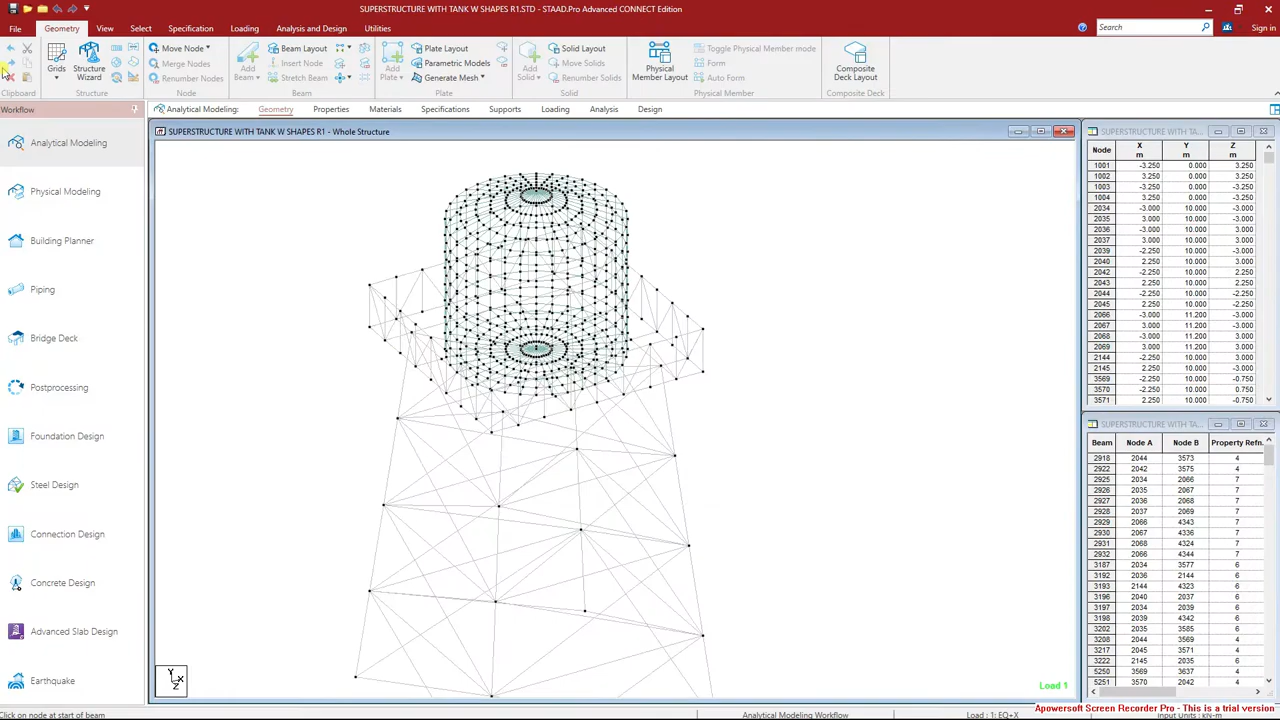 SUPERSTRUCTURE WITH TANK W SHAPES R1.STD - STAAD.Pro Advanced CONNECT Edition
File Geometry View Select Specification Loading Analysis and Design Utilities
Search
Sign in
Grids
Structure Wizard
Move Node
Merge Nodes
Renumber Nodes
Add Beam
Beam Layout
Insert Node
Stretch Beam
Add Plate
Plate Layout
Parametric Models
Generate Mesh
Add Solid
Solid Layout
Move Solids
Renumber Solids
Physical Member Layout
Toggle Physical Member mode
Form
Auto Form
Composite Deck Layout
Clipboard Structure Node Beam Plate Solid Physical Member Composite Deck
Workflow
Analytical Modeling: Geometry Properties Materials Specifications Supports Loading Analysis Design
Analytical Modeling
Physical Modeling
Building Planner
Piping
Bridge Deck
Postprocessing
Foundation Design
Steel Design
Connection Design
Concrete Design
Advanced Slab Design
Earthquake
SUPERSTRUCTURE WITH TANK W SHAPES R1 - Whole Structure
Y
X
Z
Load 1
SUPERSTRUCTURE WITH TA
Node X m Y m Z m
1001 -3.250 0.000 3.250
1002 3.250 0.000 3.250
1003 -3.250 0.000 -3.250
1004 3.250 0.000 -3.250
2034 -3.000 10.000 -3.000
2035 3.000 10.000 -3.000
2036 -3.000 10.000 3.000
2037 3.000 10.000 3.000
2039 -2.250 10.000 -3.000
2040 2.250 10.000 3.000
2042 2.250 10.000 2.250
2043 2.250 10.000 -2.250
2044 -2.250 10.000 -2.250
2045 -2.250 10.000 2.250
2066 -3.000 11.200 -3.000
2067 3.000 11.200 -3.000
2068 -3.000 11.200 3.000
2069 3.000 11.200 3.000
2144 -2.250 10.000 3.000
2145 2.250 10.000 -3.000
3569 -2.250 10.000 -0.750
3570 2.250 10.000 0.750
3571 2.250 10.000 -0.750
SUPERSTRUCTURE WITH TAN
Beam Node A Node B Property Refn.
2918 2044 3573 4
2922 2042 3575 4
2925 2034 2066 7
2926 2035 2067 7
2927 2036 2068 7
2928 2037 2069 7
2929 2066 4343 7
2930 2067 4336 7
2931 2068 4324 7
2932 2066 4344 7
3187 2034 3577 6
3192 2036 2144 6
3193 2144 4323 6
3196 2040 2037 6
3197 2034 2039 6
3198 2039 4342 6
3202 2035 3585 6
3208 2044 3569 4
3217 2045 3571 4
3222 2145 2035 6
5250 3569 3637 4
5251 3570 2042 4
Apowersoft Screen Recorder Pro - This is a trial version
Click on node at start of beam
Analytical Modeling Workflow
Load : 1: EQ+X
Input Units : kN-m